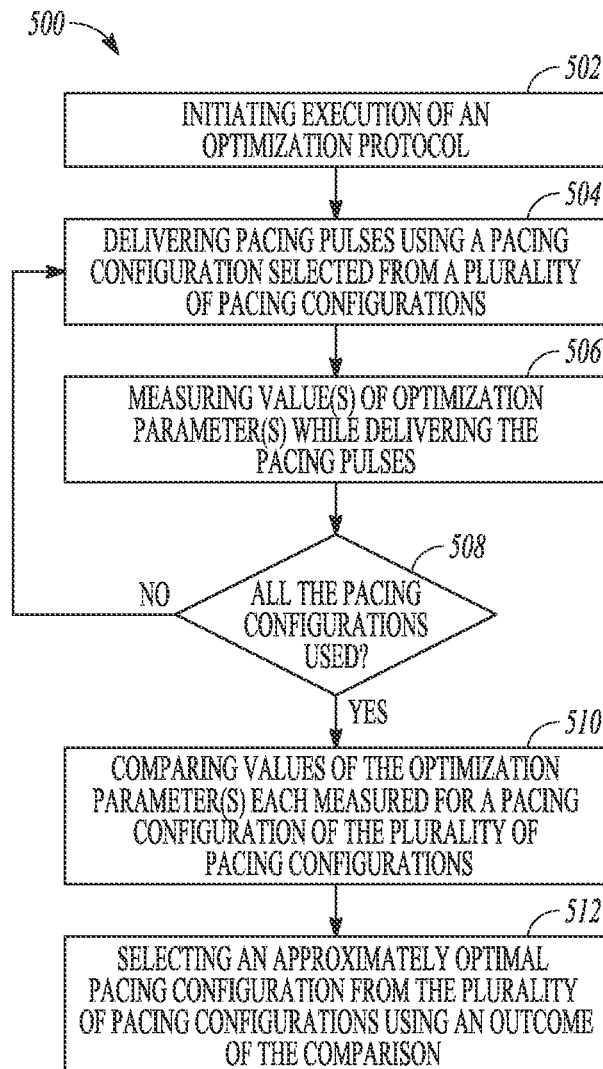 500
502
INITIATING EXECUTION OF AN
OPTIMIZATION PROTOCOL
504
DELIVERING PACING PULSES USING A PACING
CONFIGURATION SELECTED FROM A PLURALITY
OF PACING CONFIGURATIONS
506
MEASURING VALUE(S) OF OPTIMIZATION
PARAMETER(S) WHILE DELIVERING THE
PACING PULSES
508
NO
ALL THE PACING
CONFIGURATIONS
USED?
YES
510
COMPARING VALUES OF THE OPTIMIZATION
PARAMETER(S) EACH MEASURED FOR A PACING
CONFIGURATION OF THE PLURALITY OF
PACING CONFIGURATIONS
512
SELECTING AN APPROXIMATELY OPTIMAL
PACING CONFIGURATION FROM THE PLURALITY
OF PACING CONFIGURATIONS USING AN OUTCOME
OF THE COMPARISON